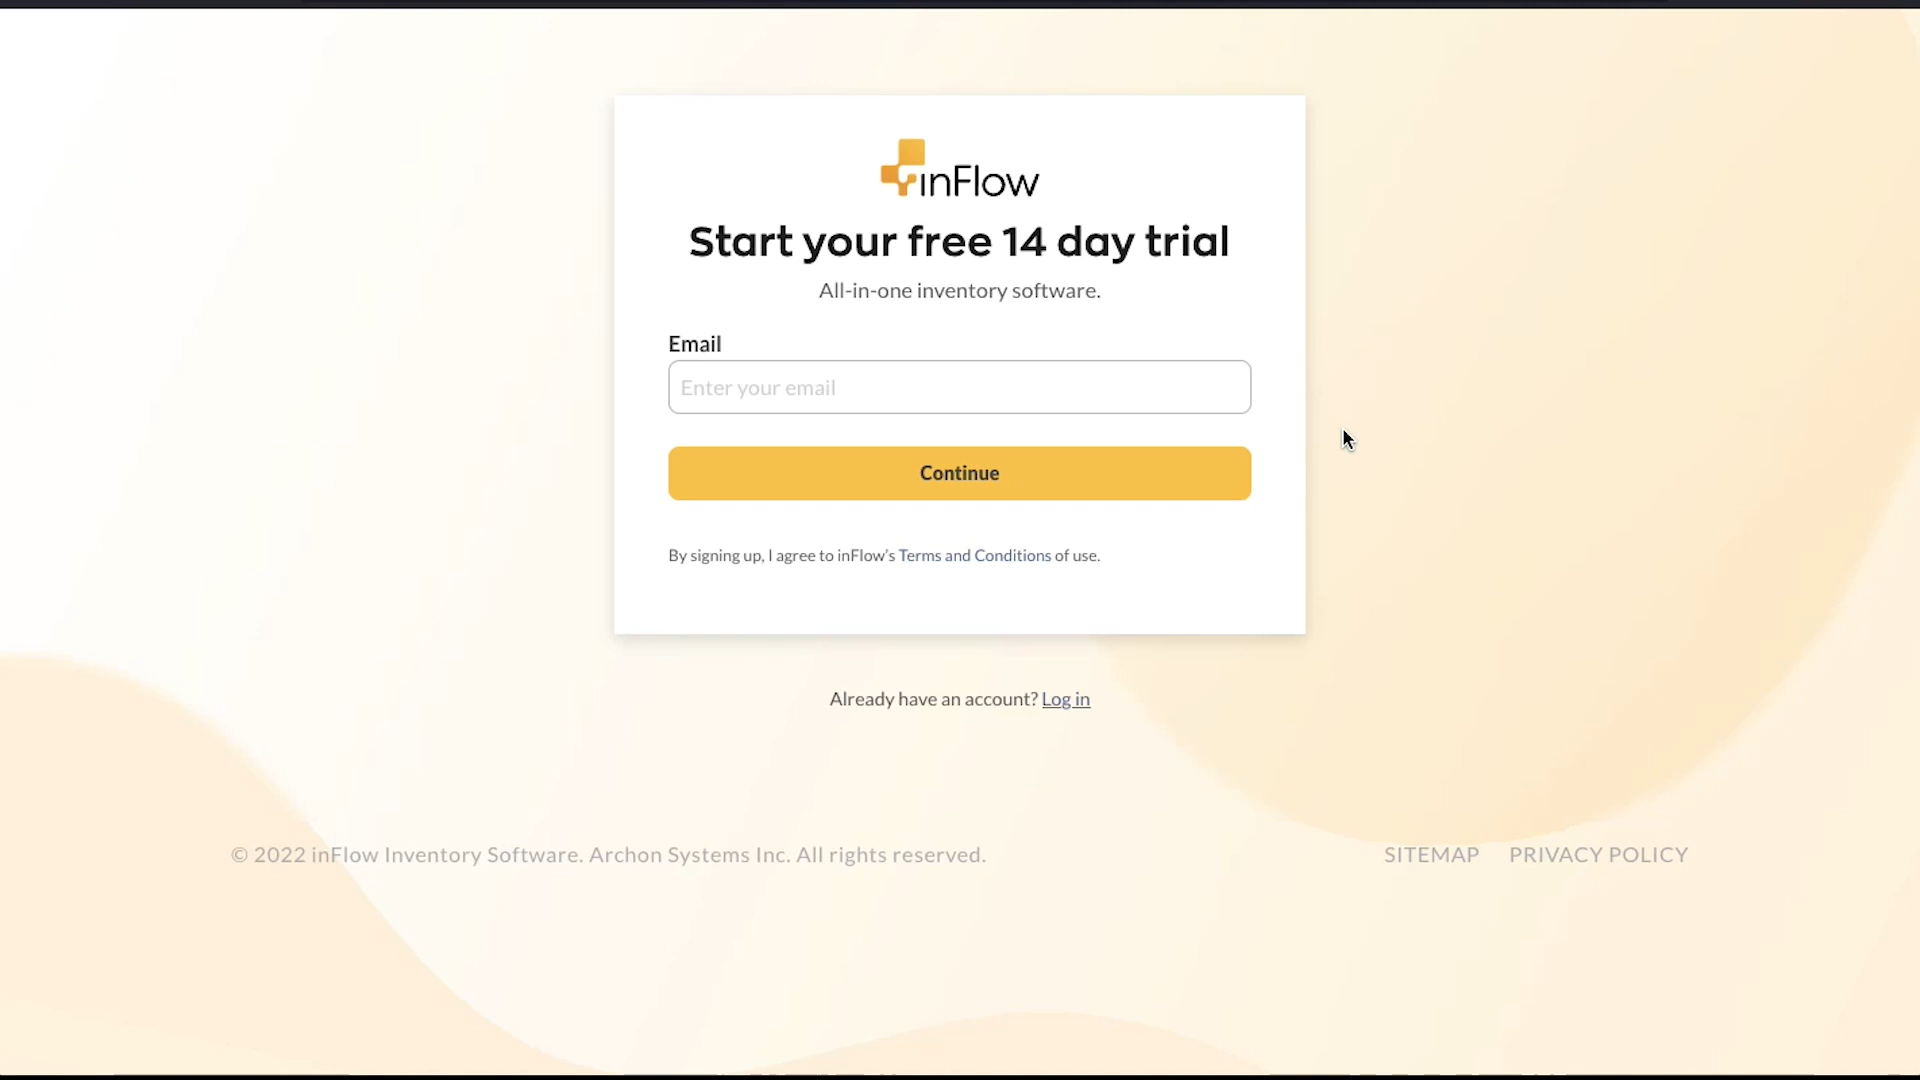 inFlow
Start your free 14 day trial
All-in-one inventory software.
Email
Enter your email
Continue
By signing up, I agree to inFlow's Terms and Conditions of use.
Already have an account? Log in
© 2022 inFlow Inventory Software. Archon Systems Inc. All rights reserved.
SITEMAP PRIVACY POLICY